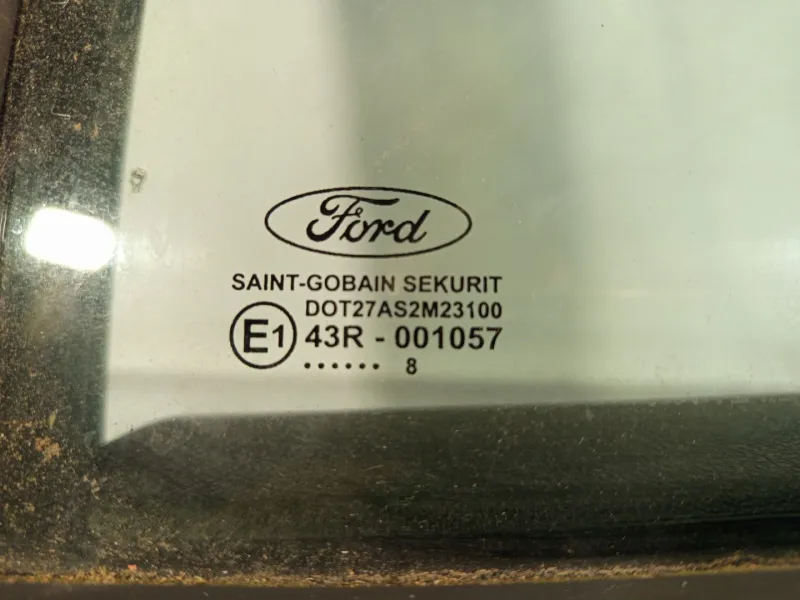 Ford
SAINT-GOBAIN SEKURIT
DOT27AS2M23100
E1 43R - 001057
...... 8